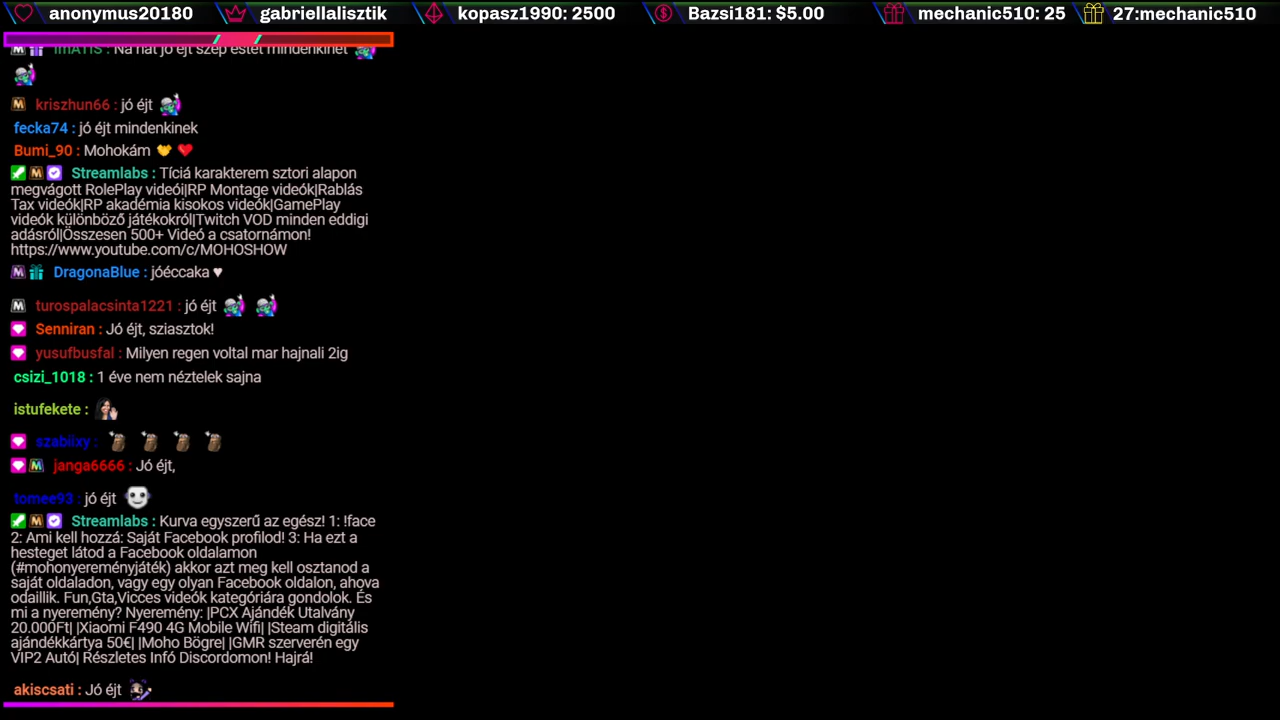 anonymus20180 gabriellalisztik kopasz1990: 2500 Bazsi181: $5.00 mechanic510: 25 27:mechanic510
ImATIS : Na hát jó éjt szép estét mindenkinet
kriszhun66 : jó éjt
fecka74 : jó éjt mindenkinek
Bumi_90 : Mohokám
Streamlabs : Tíciá karakterem sztori alapon
megvágott RolePlay videói|RP Montage videók|Rablás
Tax videók|RP akadémia kisokos videók|GamePlay
videók különböző játékokról|Twitch VOD minden eddigi
adásról|Összesen 500+ Videó a csatornámon!
https://www.youtube.com/c/MOHOSHOW
DragonaBlue : jóéccaka ♥
turospalacsinta1221 : jó éjt
Senniran : Jó éjt, sziasztok!
yusufbusfal : Milyen regen voltal mar hajnali 2ig
csizi_1018 : 1 éve nem néztelek sajna
istufekete :
szabiixy :
janga6666 : Jó éjt,
tomee93 : jó éjt
Streamlabs : Kurva egyszerű az egész! 1: !face
2: Ami kell hozzá: Saját Facebook profilod! 3: Ha ezt a
hesteget látod a Facebook oldalamon
(#mohonyereményjáték) akkor azt meg kell osztanod a
saját oldaladon, vagy egy olyan Facebook oldalon, ahova
odaillik. Fun,Gta,Vicces videók kategóriára gondolok. És
mi a nyeremény? Nyeremény: |PCX Ajándék Utalvány
20.000Ft| |Xiaomi F490 4G Mobile Wifi| |Steam digitális
ajándékkártya 50€| |Moho Bögre| |GMR szerverén egy
VIP2 Autó| Részletes Infó Discordomon! Hajrá!
akiscsati : Jó éjt